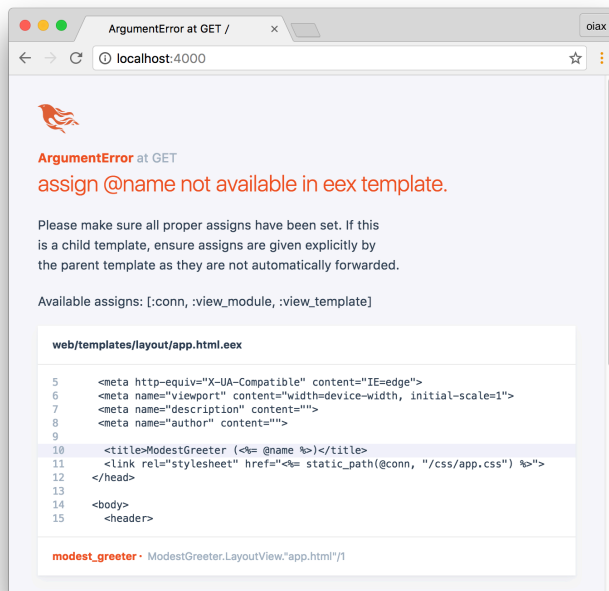 ArgumentError at GET /
oiax
localhost:4000
ArgumentError at GET
assign @name not available in eex template.
Please make sure all proper assigns have been set. If this
is a child template, ensure assigns are given explicitly by
the parent template as they are not automatically forwarded.
Available assigns: [:conn, :view_module, :view_template]
web/templates/layout/app.html.eex
5 <meta http-equiv="X-UA-Compatible" content="IE=edge">
6 <meta name="viewport" content="width=device-width, initial-scale=1">
7 <meta name="description" content="">
8 <meta name="author" content="">
9
10 <title>ModestGreeter (<%= @name %>)</title>
11 <link rel="stylesheet" href="<%= static_path(@conn, "/css/app.css") %>">
12 </head>
13
14 <body>
15 <header>
modest_greeter · ModestGreeter.LayoutView."app.html"/1